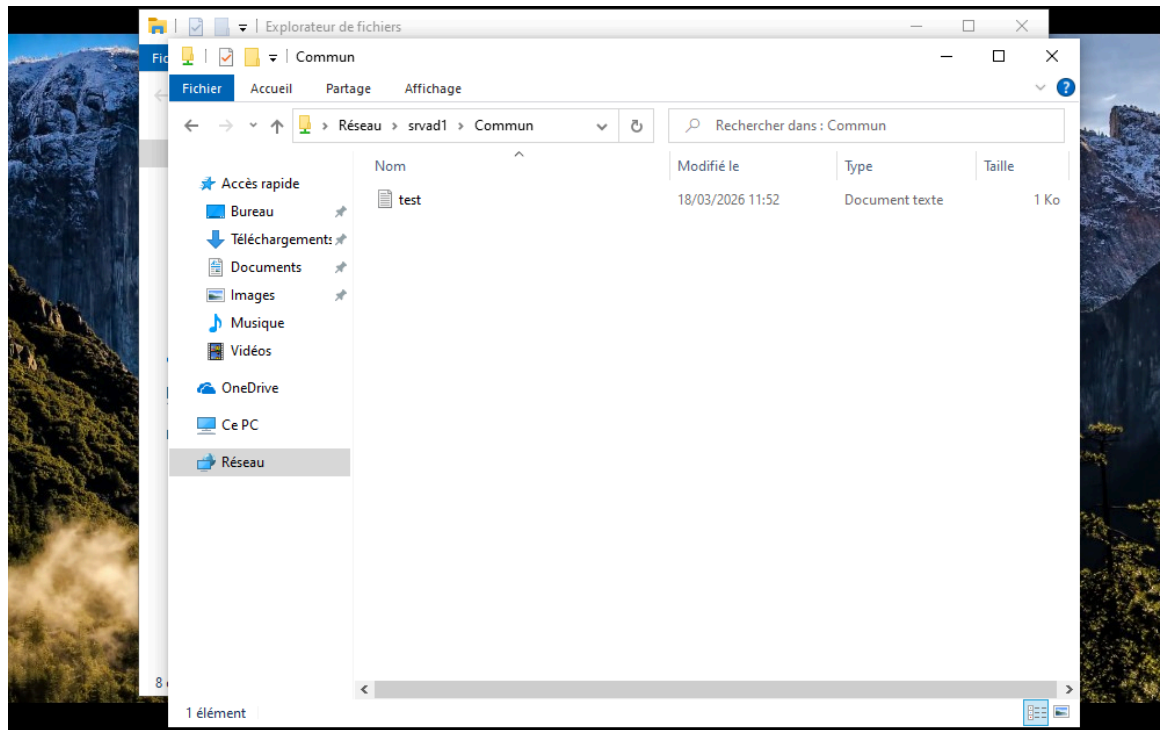 Explorateur de fichiers
Commun
Fichier Accueil Partage Affichage
Réseau > srvad1 > Commun
Rechercher dans : Commun
Nom Modifié le Type Taille
test 18/03/2026 11:52 Document texte 1 Ko
Accès rapide
Bureau
Téléchargements
Documents
Images
Musique
Vidéos
OneDrive
Ce PC
Réseau
1 élément